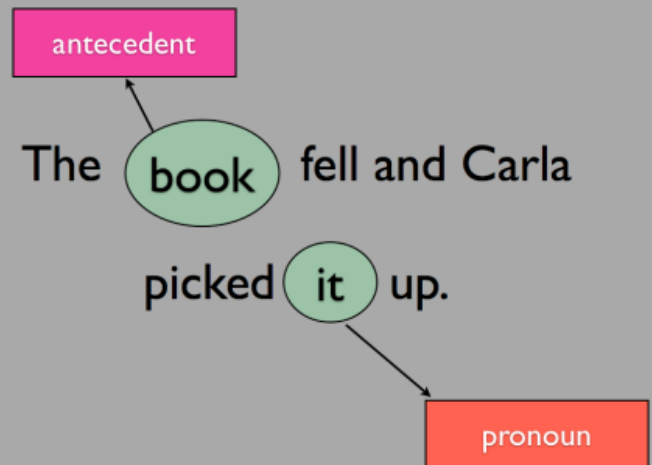 antecedent
The book fell and Carla
picked it up.
pronoun